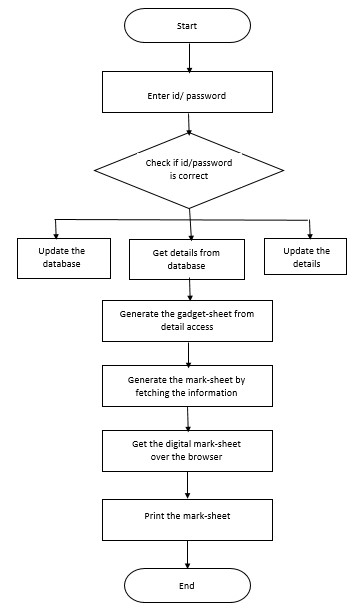 Start
Enter id/ password
Check if id/password
is correct
Update the
database
Get details from
database
Update the
details
Generate the gadget-sheet from
detail access
Generate the mark-sheet by
fetching the information
Get the digital mark-sheet
over the browser
Print the mark-sheet
End